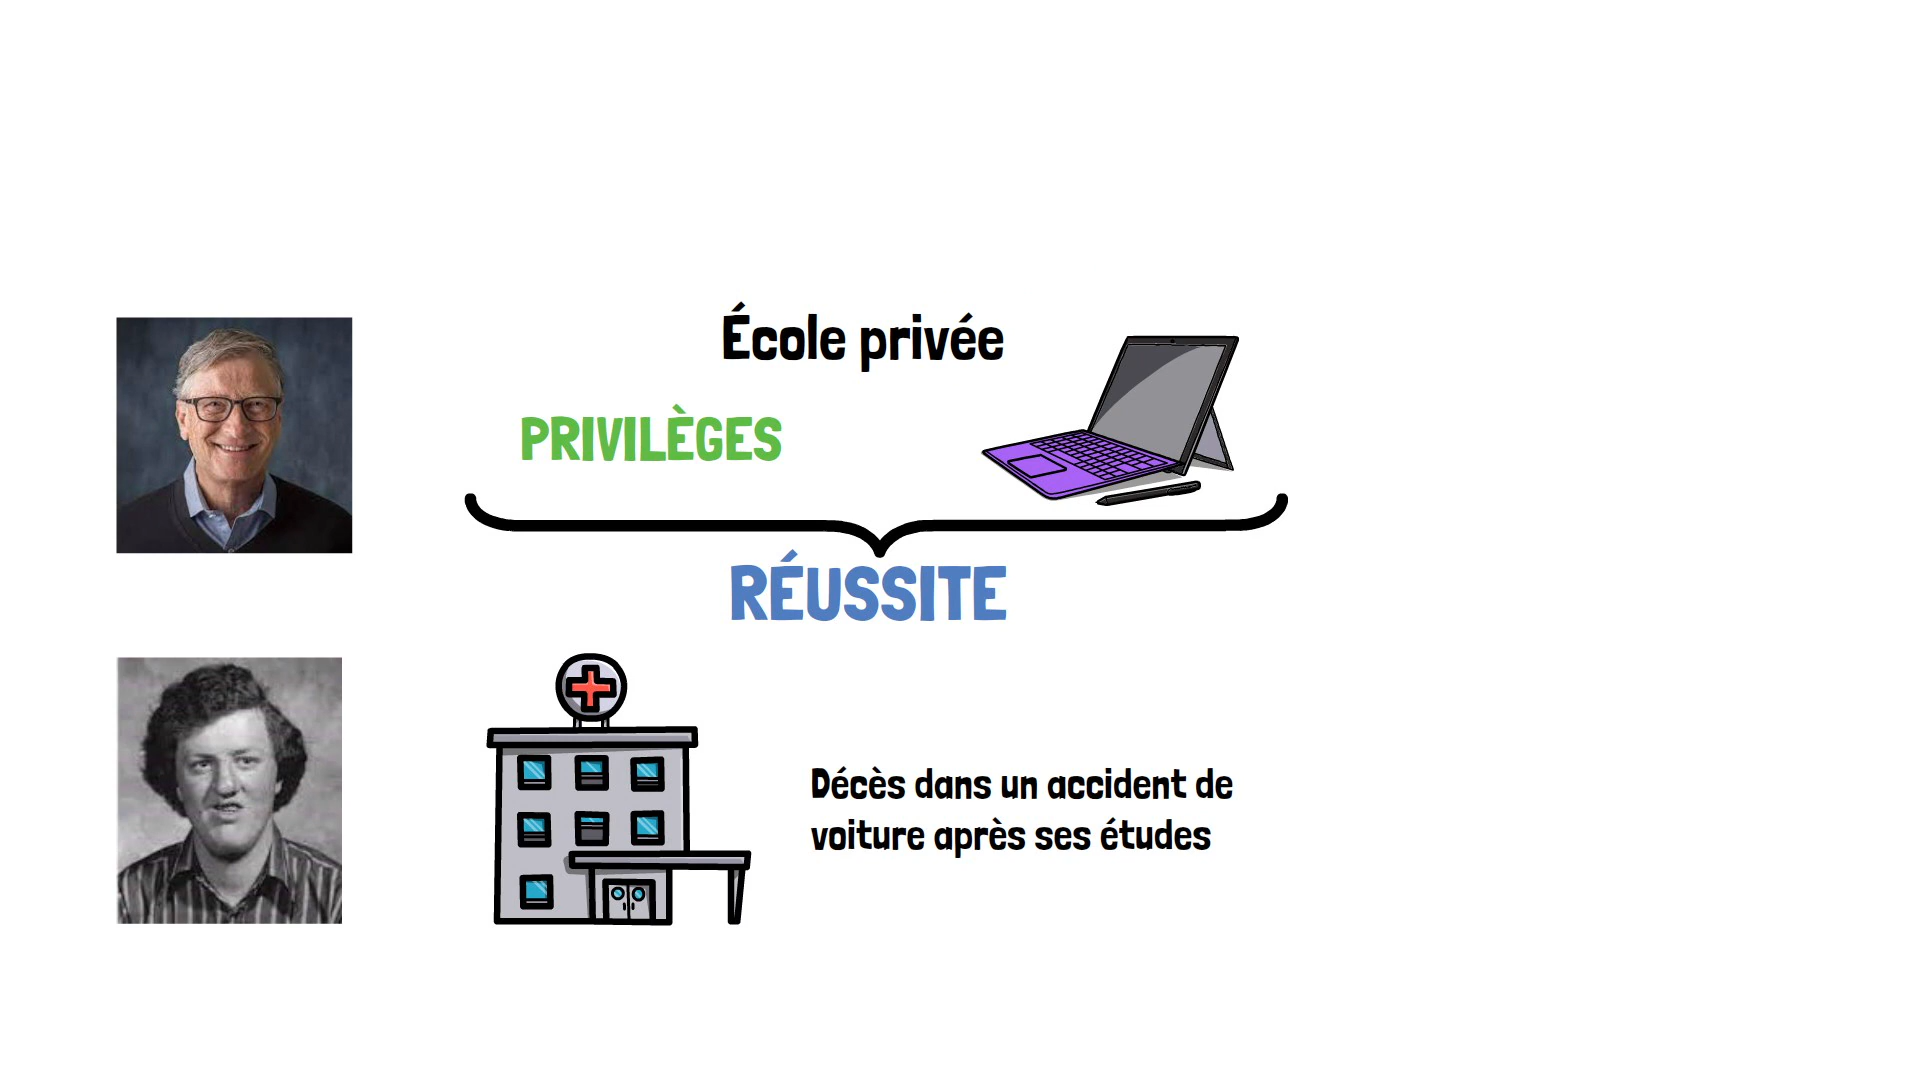 École privée
PRIVILÈGES
RÉUSSITE
Décès dans un accident de
voiture après ses études